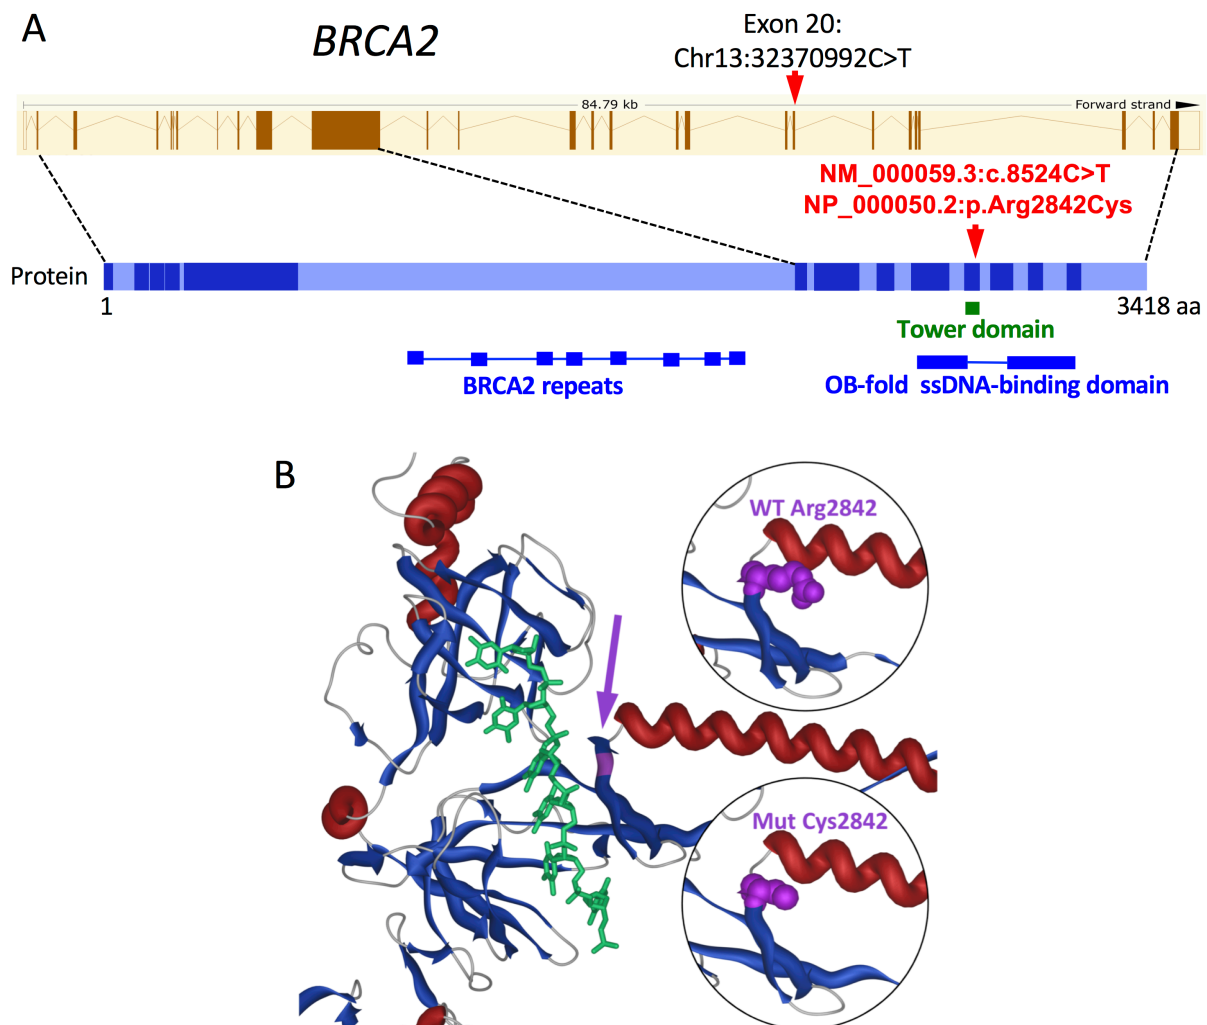 A
BRCA2
Exon 20:
Chr13:32370992C>T
84.79 kb
Forward strand
NM_000059.3:c.8524C>T
NP_000050.2:p.Arg2842Cys
Protein
1
3418 aa
Tower domain
BRCA2 repeats
OB-fold ssDNA-binding domain
B
WT Arg2842
Mut Cys2842